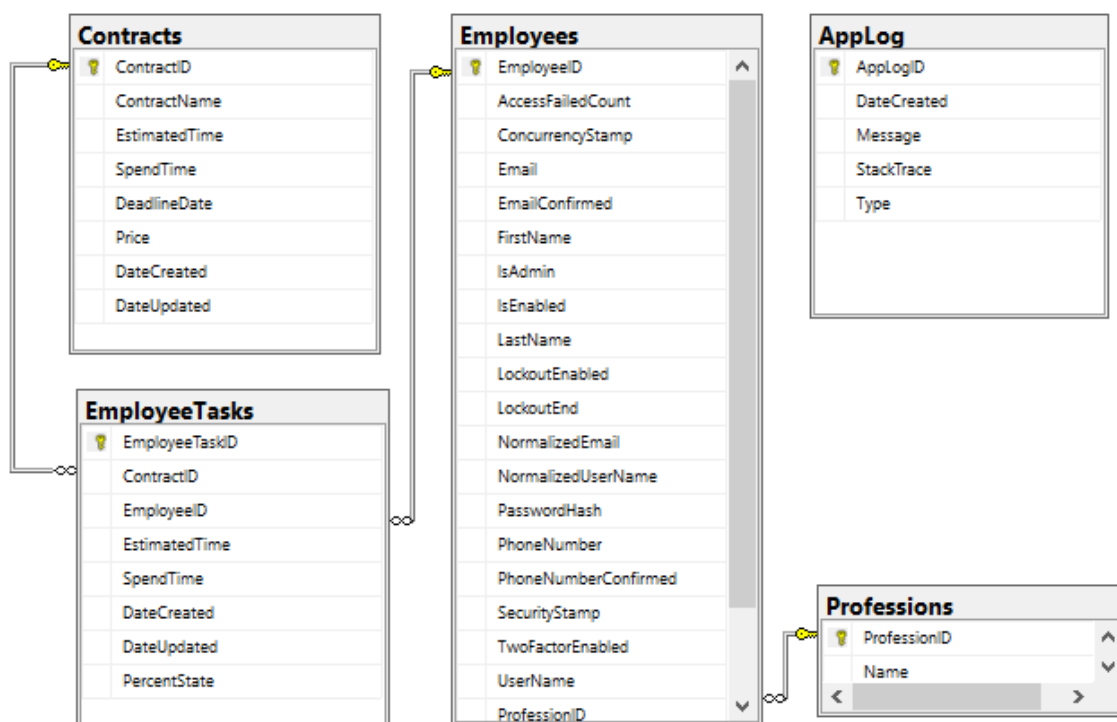 Contracts
ContractID
ContractName
EstimatedTime
SpendTime
DeadlineDate
Price
DateCreated
DateUpdated
EmployeeTasks
EmployeeTaskID
ContractID
EmployeeID
EstimatedTime
SpendTime
DateCreated
DateUpdated
PercentState
Employees
EmployeeID
AccessFailedCount
ConcurrencyStamp
Email
EmailConfirmed
FirstName
IsAdmin
IsEnabled
LastName
LockoutEnabled
LockoutEnd
NormalizedEmail
NormalizedUserName
PasswordHash
PhoneNumber
PhoneNumberConfirmed
SecurityStamp
TwoFactorEnabled
UserName
ProfessionID
AppLog
AppLogID
DateCreated
Message
StackTrace
Type
Professions
ProfessionID
Name